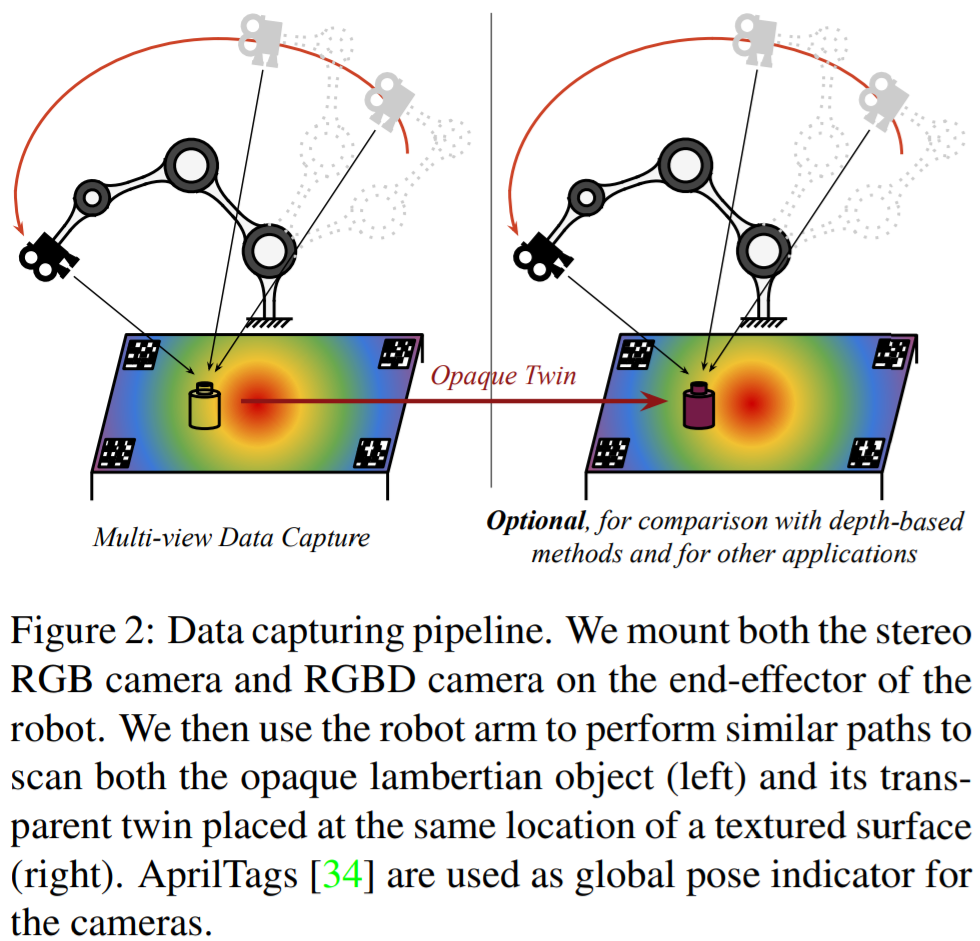 Opaque Twin
Multi-view Data Capture
Optional, for comparison with depth-based
methods and for other applications
Figure 2: Data capturing pipeline. We mount both the stereo
RGB camera and RGBD camera on the end-effector of the
robot. We then use the robot arm to perform similar paths to
scan both the opaque lambertian object (left) and its trans-
parent twin placed at the same location of a textured surface
(right). AprilTags [34] are used as global pose indicator for
the cameras.